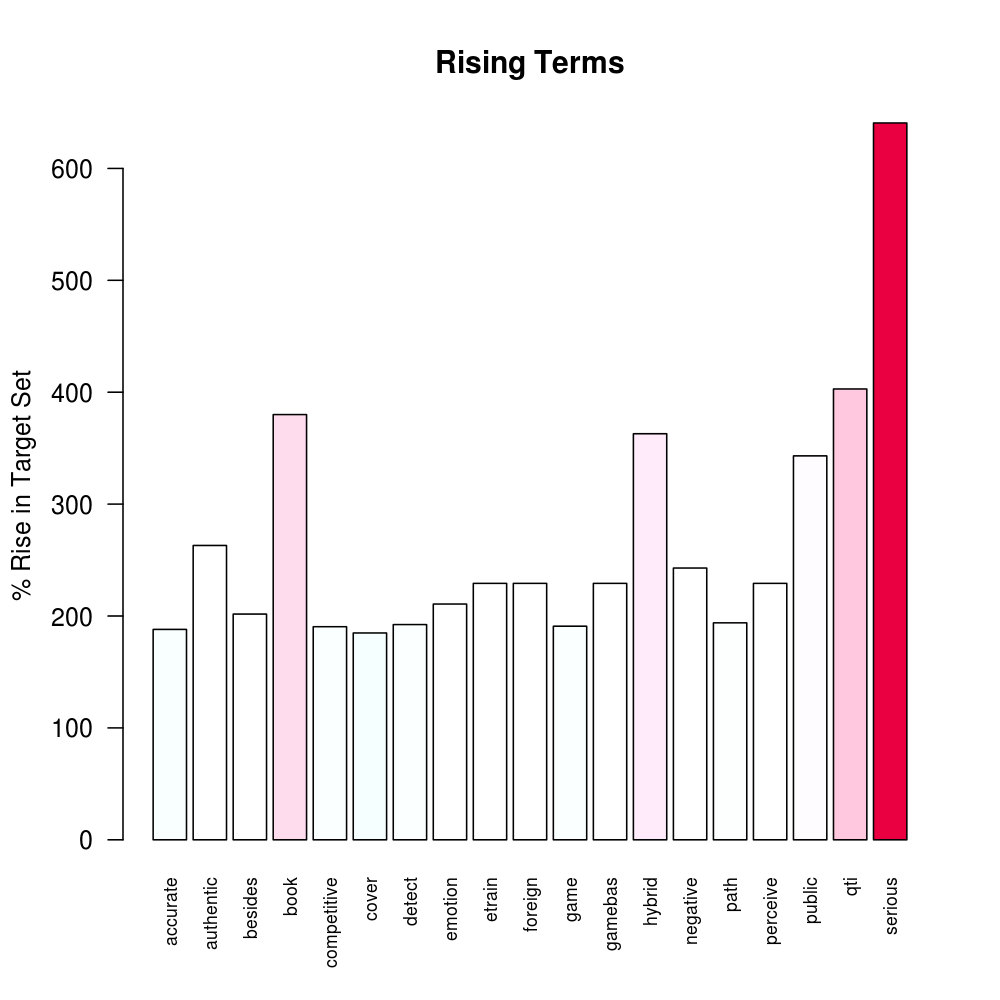 Rising Terms
% Rise in Target Set
600
500
400
300
200
100
0
accurate
authentic
besides
book
competitive
cover
detect
emotion
etrain
foreign
game
gamebas
hybrid
negative
path
perceive
public
qti
serious